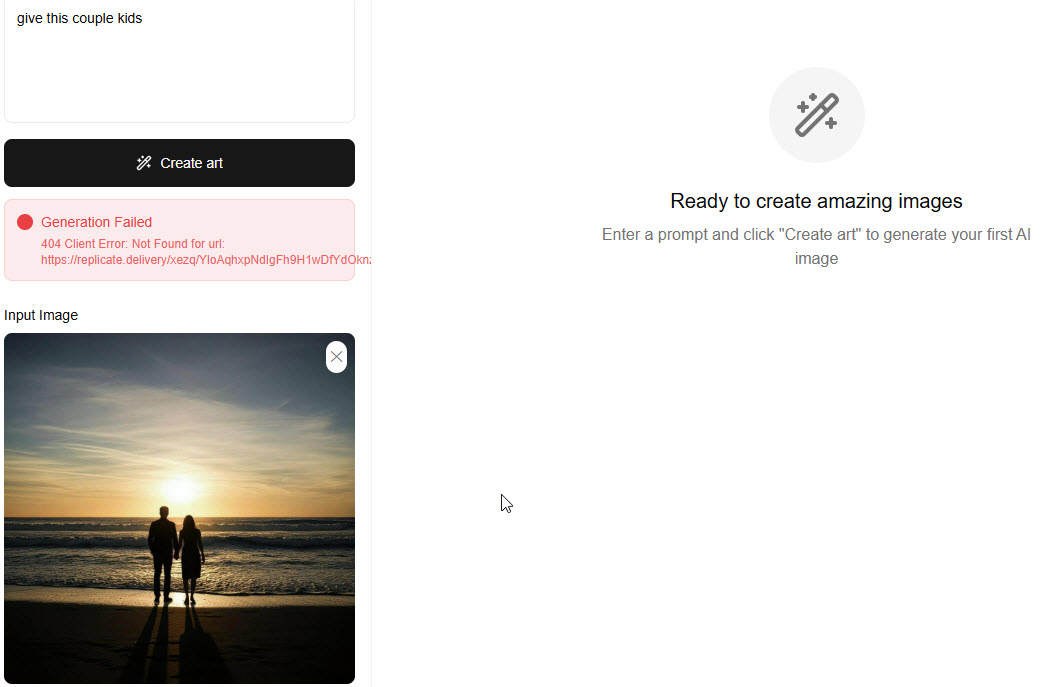 give this couple kids
Create art
Generation Failed
404 Client Error: Not Found for url:
https://replicate.delivery/xezq/YloAqhxpNdlgFh9H1wDfYdOknz
Input Image
Ready to create amazing images
Enter a prompt and click "Create art" to generate your first AI
image